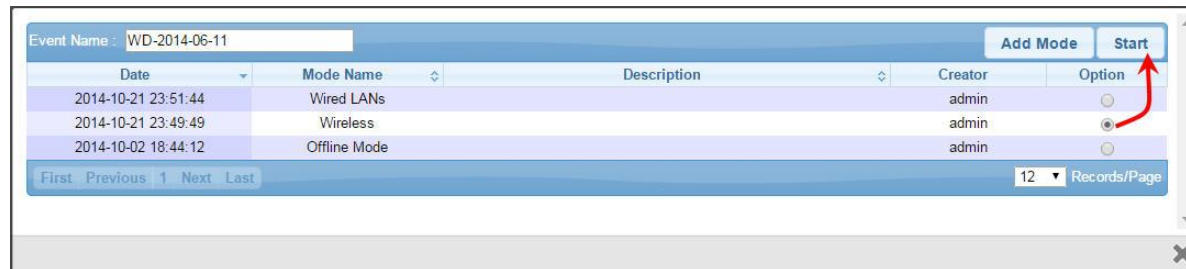 Event Name : WD-2014-06-11 Add Mode Start
Date Mode Name Description Creator Option
2014-10-21 23:51:44 Wired LANs admin
2014-10-21 23:49:49 Wireless admin
2014-10-02 18:44:12 Offline Mode admin
First Previous 1 Next Last 12 Records/Page